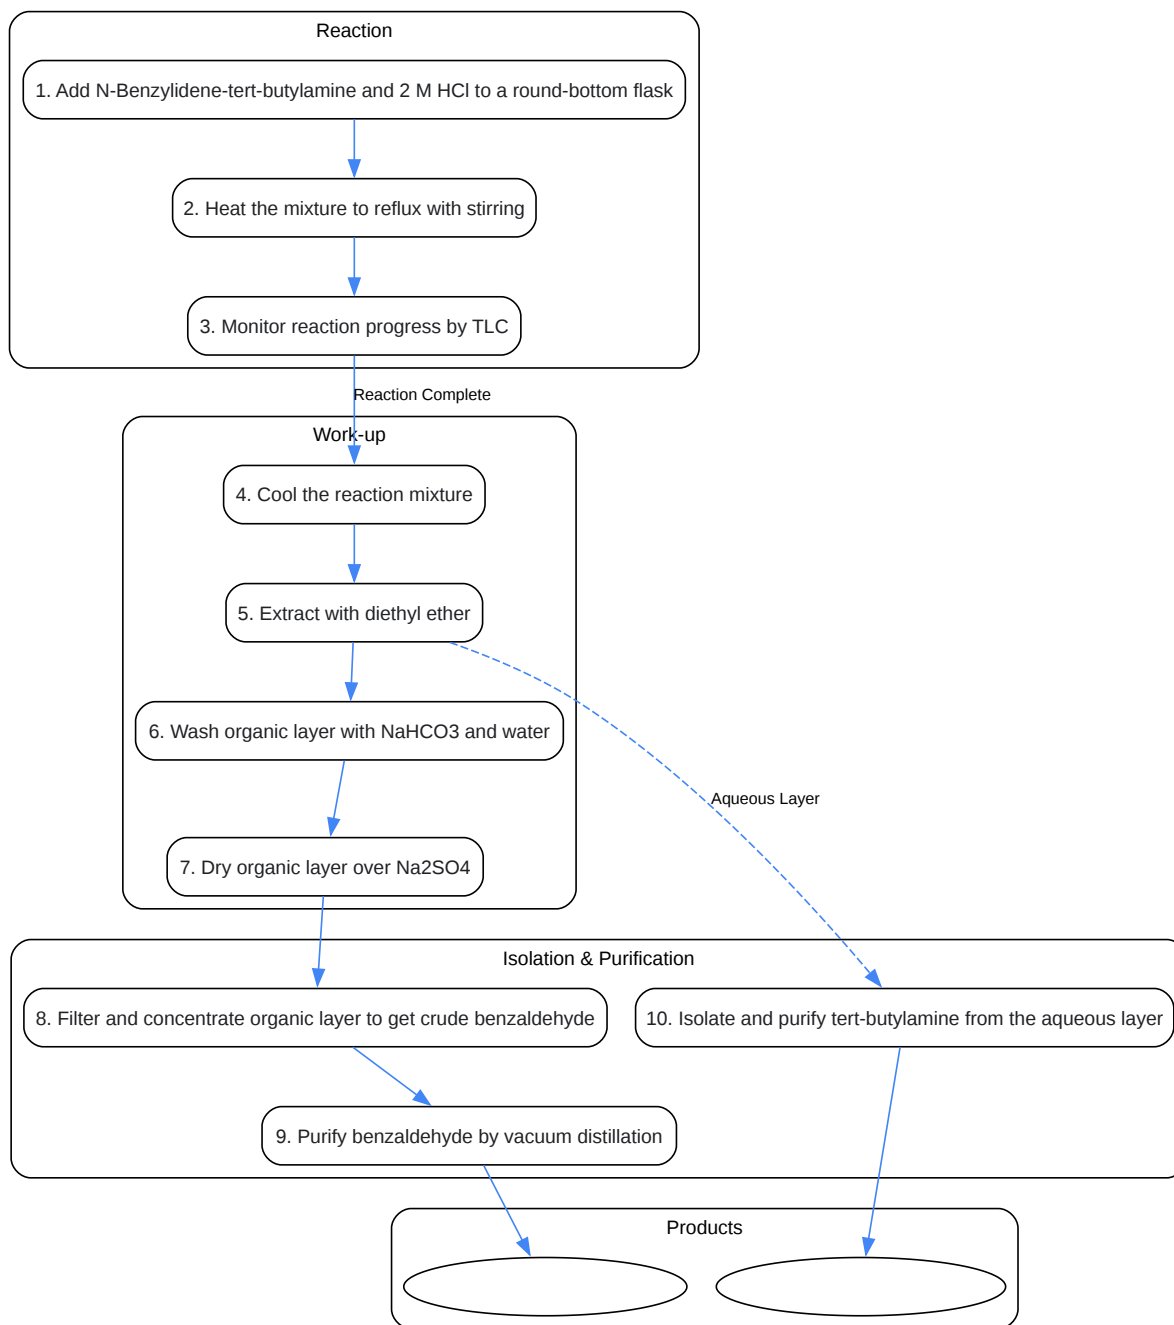 Reaction
1. Add N-Benzylidene-tert-butylamine and 2 M HCl to a round-bottom flask
2. Heat the mixture to reflux with stirring
3. Monitor reaction progress by TLC
Reaction Complete
Work-up
4. Cool the reaction mixture
5. Extract with diethyl ether
6. Wash organic layer with NaHCO3 and water
Aqueous Layer
7. Dry organic layer over Na2SO4
Isolation & Purification
8. Filter and concentrate organic layer to get crude benzaldehyde
10. Isolate and purify tert-butylamine from the aqueous layer
9. Purify benzaldehyde by vacuum distillation
Products